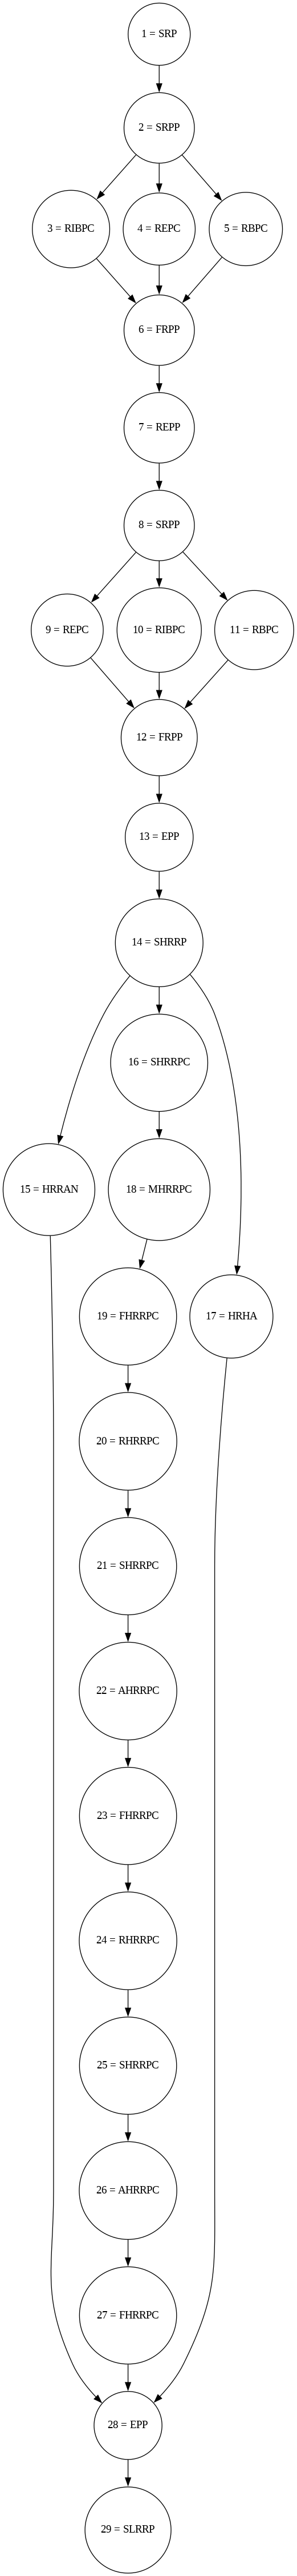 1 = SRP
2 = SRPP
3 = RIBPC
4 = REPC
5 = RBPC
6 = FRPP
7 = REPP
8 = SRPP
9 = REPC
10 = RIBPC
11 = RBPC
12 = FRPP
13 = EPP
14 = SHRRP
16 = SHRRPC
15 = HRRAN
18 = MHRRPC
19 = FHRRPC
17 = HRHA
20 = RHRRPC
21 = SHRRPC
22 = AHRRPC
23 = FHRRPC
24 = RHRRPC
25 = SHRRPC
26 = AHRRPC
27 = FHRRPC
28 = EPP
29 = SLRRP